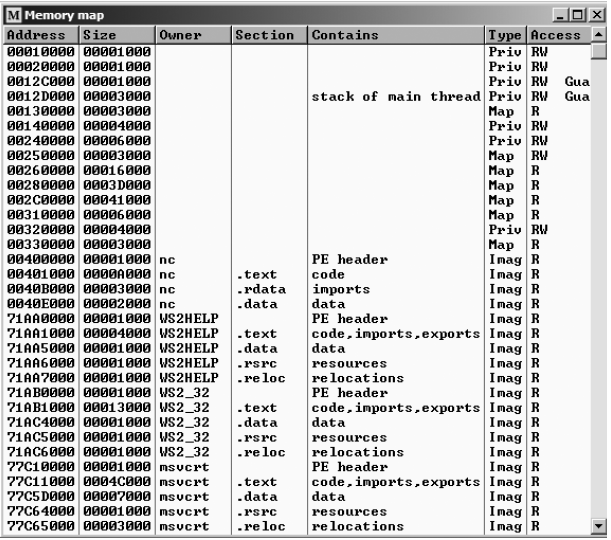 M Memory map
Address Size Owner Section Contains Type Access
00010000 00001000 Priv RW
00020000 00001000 Priv RW
0012C000 00001000 Priv RW Gua
0012D000 00003000 stack of main thread Priv RW Gua
00130000 00003000 Map R
00140000 00004000 Priv RW
00240000 00006000 Priv RW
00250000 00003000 Map RW
00260000 00016000 Map R
00280000 0003D000 Map R
002C0000 00041000 Map R
00310000 00006000 Map R
00320000 00004000 Priv RW
00330000 00003000 Map R
00400000 00001000 nc PE header Imag R
00401000 0000A000 nc .text code Imag R
0040B000 00003000 nc .rdata imports Imag R
0040E000 00002000 nc .data data Imag R
71AA0000 00001000 WS2HELP PE header Imag R
71AA1000 00004000 WS2HELP .text code,imports,exports Imag R
71AA5000 00001000 WS2HELP .data data Imag R
71AA6000 00001000 WS2HELP .rsrc resources Imag R
71AA7000 00001000 WS2HELP .reloc relocations Imag R
71AB0000 00001000 WS2_32 PE header Imag R
71AB1000 00013000 WS2_32 .text code,imports,exports Imag R
71AC4000 00001000 WS2_32 .data data Imag R
71AC5000 00001000 WS2_32 .rsrc resources Imag R
71AC6000 00001000 WS2_32 .reloc relocations Imag R
77C10000 00001000 msvcrt PE header Imag R
77C11000 0004C000 msvcrt .text code,imports,exports Imag R
77C5D000 00007000 msvcrt .data data Imag R
77C64000 00001000 msvcrt .rsrc resources Imag R
77C65000 00003000 msvcrt .reloc relocations Imag R